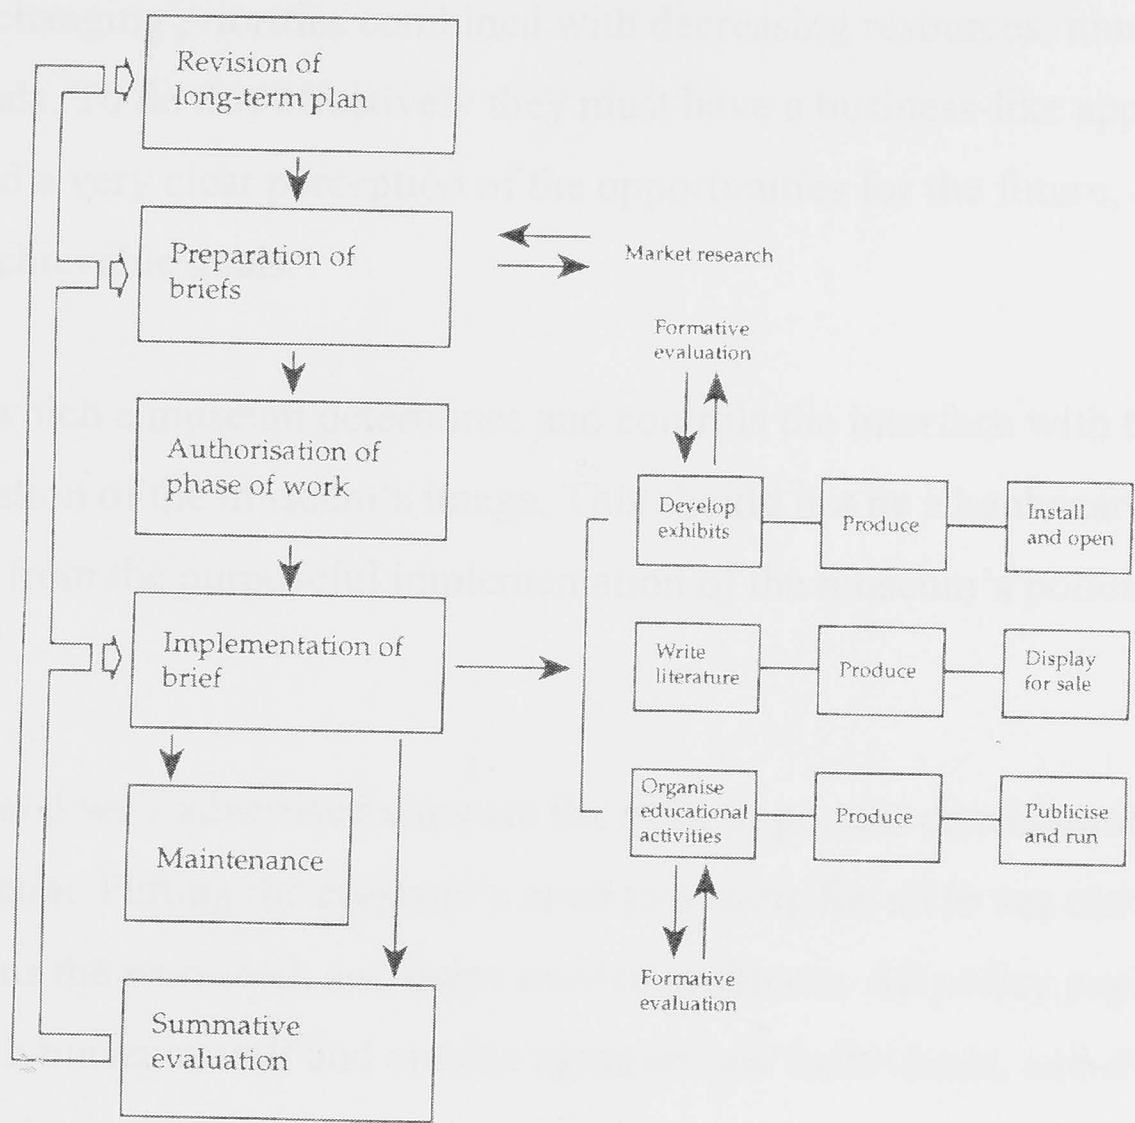 Revision of
long-term plan
Preparation of
briefs
Market research
Formative
evaluation
Authorisation of
phase of work
Develop
exhibits
Produce
Install
and open
Implementation of
brief
Write
literature
Produce
Display
for sale
Organise
educational
activities
Produce
Publicise
and run
Maintenance
Formative
evaluation
Summative
evaluation